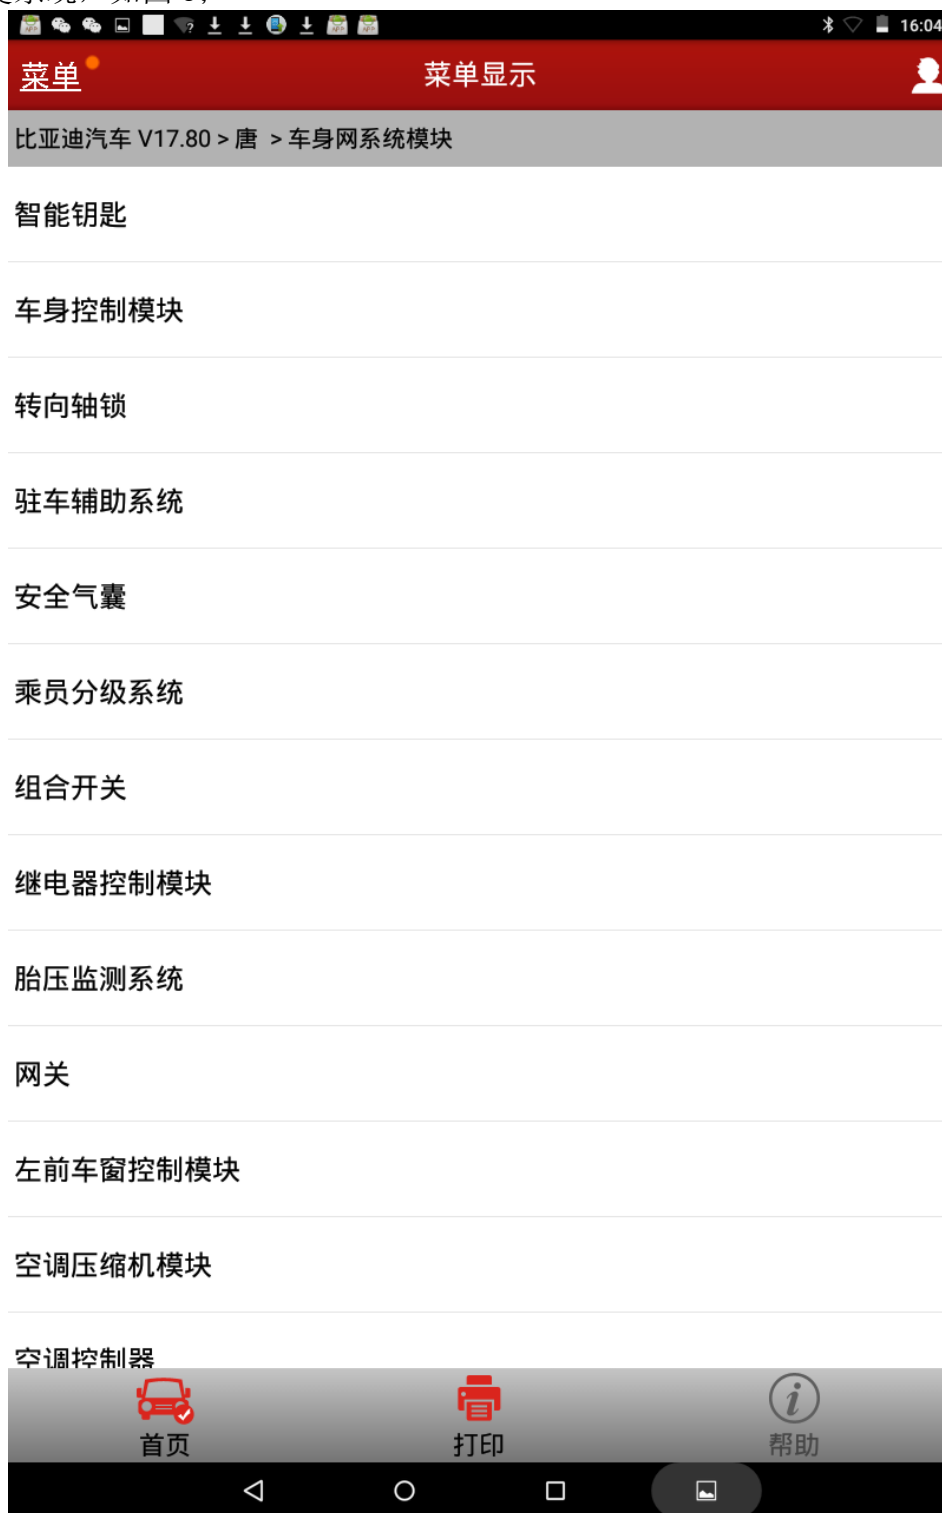 16:04
菜单
菜单显示
比亚迪汽车 V17.80 > 唐 > 车身网系统模块
智能钥匙
车身控制模块
转向轴锁
驻车辅助系统
安全气囊
乘员分级系统
组合开关
继电器控制模块
胎压监测系统
网关
左前车窗控制模块
空调压缩机模块
空调控制器
首页
打印
帮助